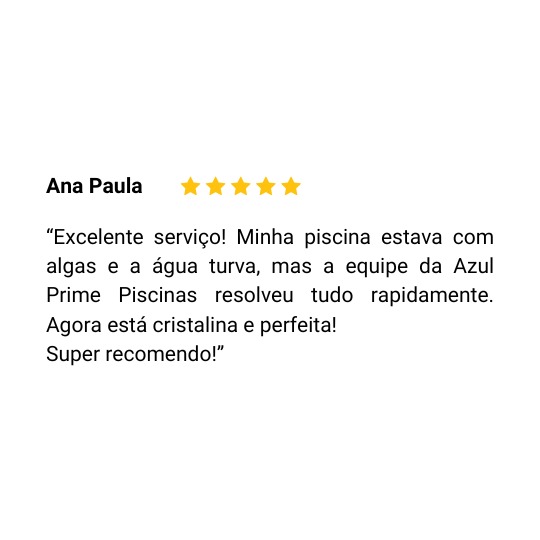 Ana Paula
“Excelente serviço! Minha piscina estava com
algas e a água turva, mas a equipe da Azul
Prime Piscinas resolveu tudo rapidamente.
Agora está cristalina e perfeita!
Super recomendo!”